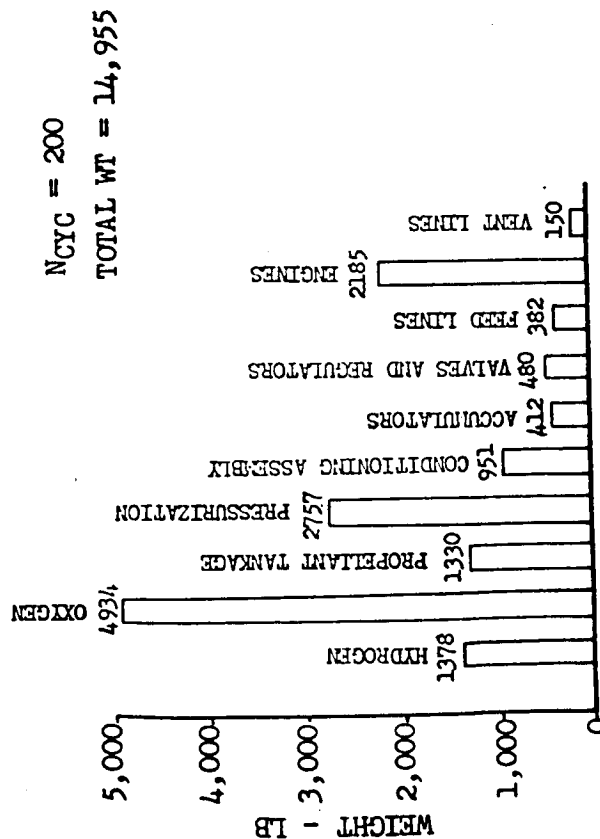 N_CYC = 200
TOTAL WT = 14,955
WEIGHT - LB
5,000
4,000
3,000
2,000
1,000
0
HYDROGEN
1378
OXYGEN
4934
PROPELLANT TANKAGE
1330
PRESSURIZATION
2757
CONDITIONING ASSEMBLY
951
ACCUMULATORS
412
VALVES AND REGULATORS
480
FEED LINES
382
ENGINES
2185
VENT LINES
150